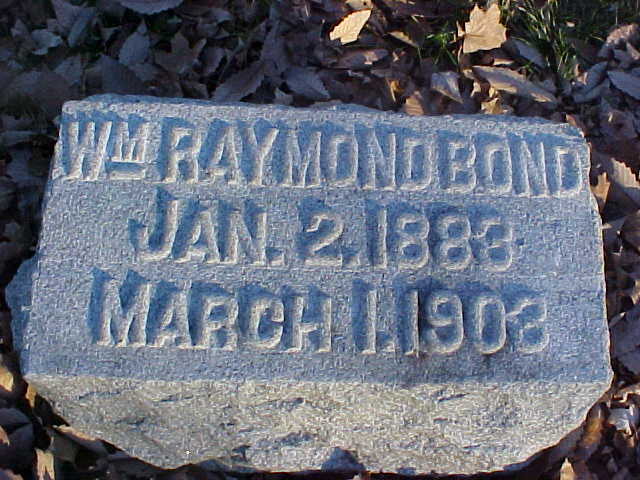 WM RAYMOND BOND
JAN. 2. 1883
MARCH 1. 1903